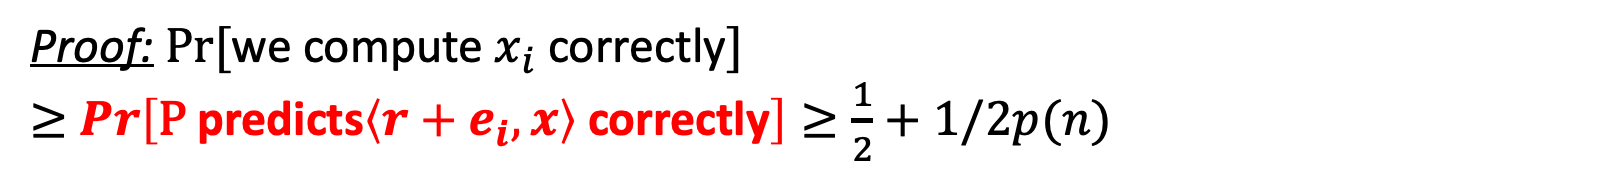 Proof: Pr[we compute xᵢ correctly]
≥ Pr[P predicts⟨r + eᵢ, x⟩ correctly] ≥ 1/2 + 1/2p(n)